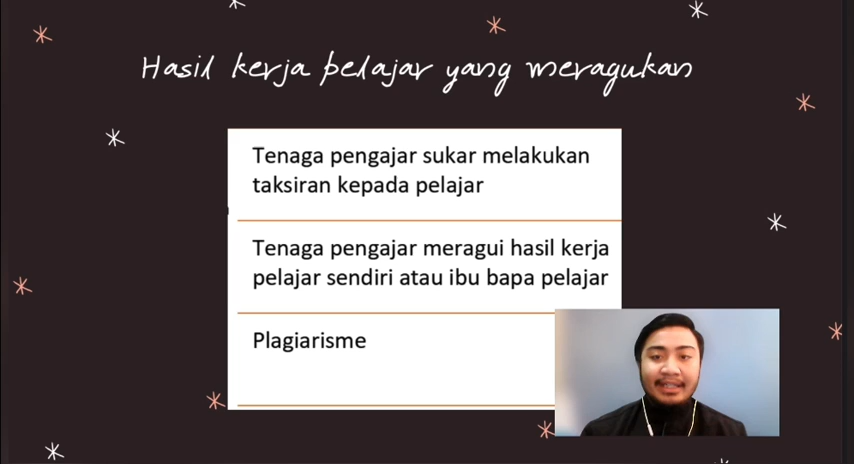 Hasil kerja pelajar yang meragukan
Tenaga pengajar sukar melakukan
taksiran kepada pelajar
Tenaga pengajar meragui hasil kerja
pelajar sendiri atau ibu bapa pelajar
Plagiarisme